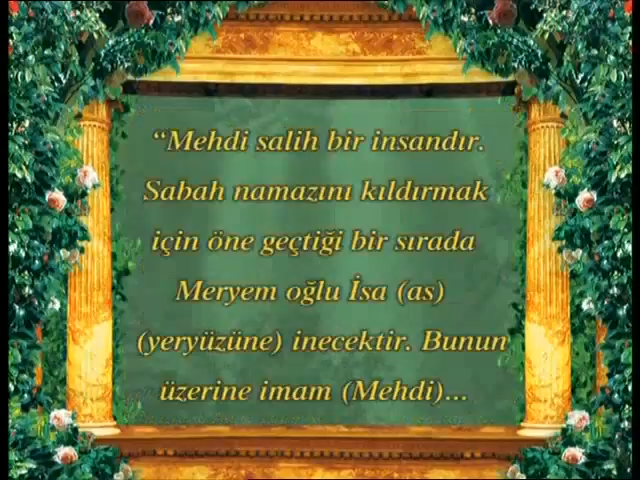 “Mehdi salih bir insandır.
Sabah namazını kıldırmak
için öne geçtiği bir sırada
Meryem oğlu İsa (as)
(yeryüzüne) inecektir. Bunun
üzerine imam (Mehdi)...